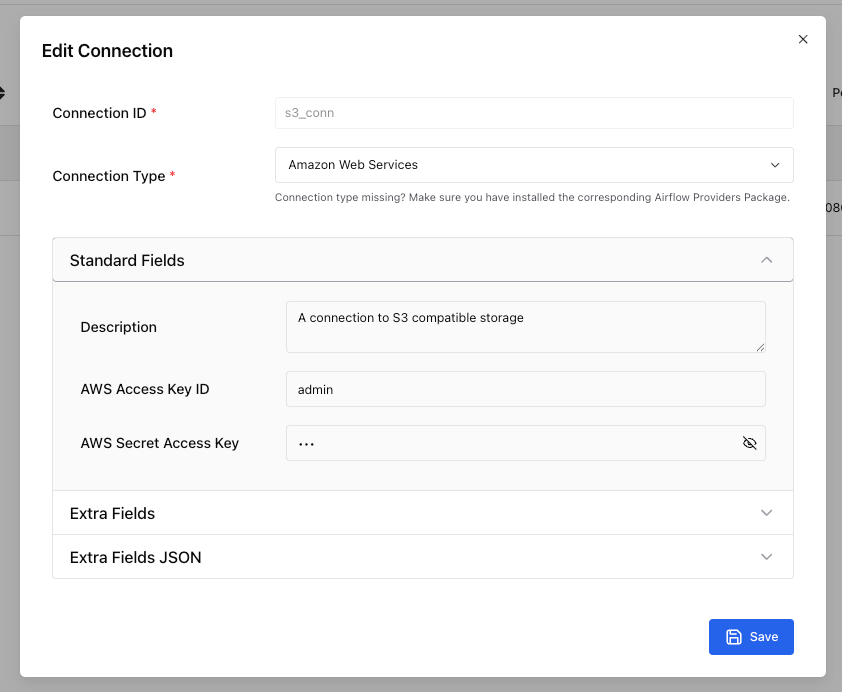 Edit Connection
Connection ID *
s3_conn
Connection Type *
Amazon Web Services
Connection type missing? Make sure you have installed the corresponding Airflow Providers Package.
Standard Fields
Description
A connection to S3 compatible storage
AWS Access Key ID
admin
AWS Secret Access Key
•••
Extra Fields
Extra Fields JSON
Save